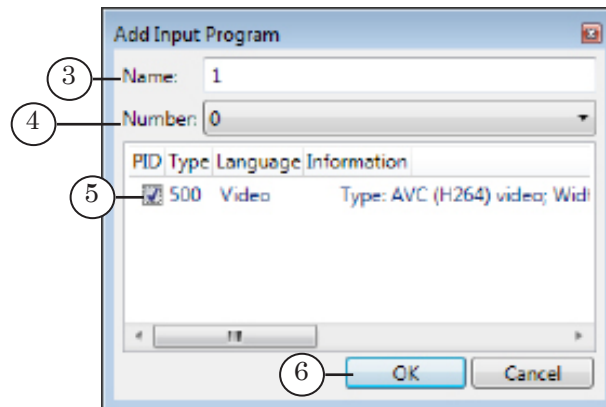 Add Input Program
3 Name: 1
4 Number: 0
PID Type Language Information
5 500 Video Type: AVC (H264) video; Widt
6 OK Cancel